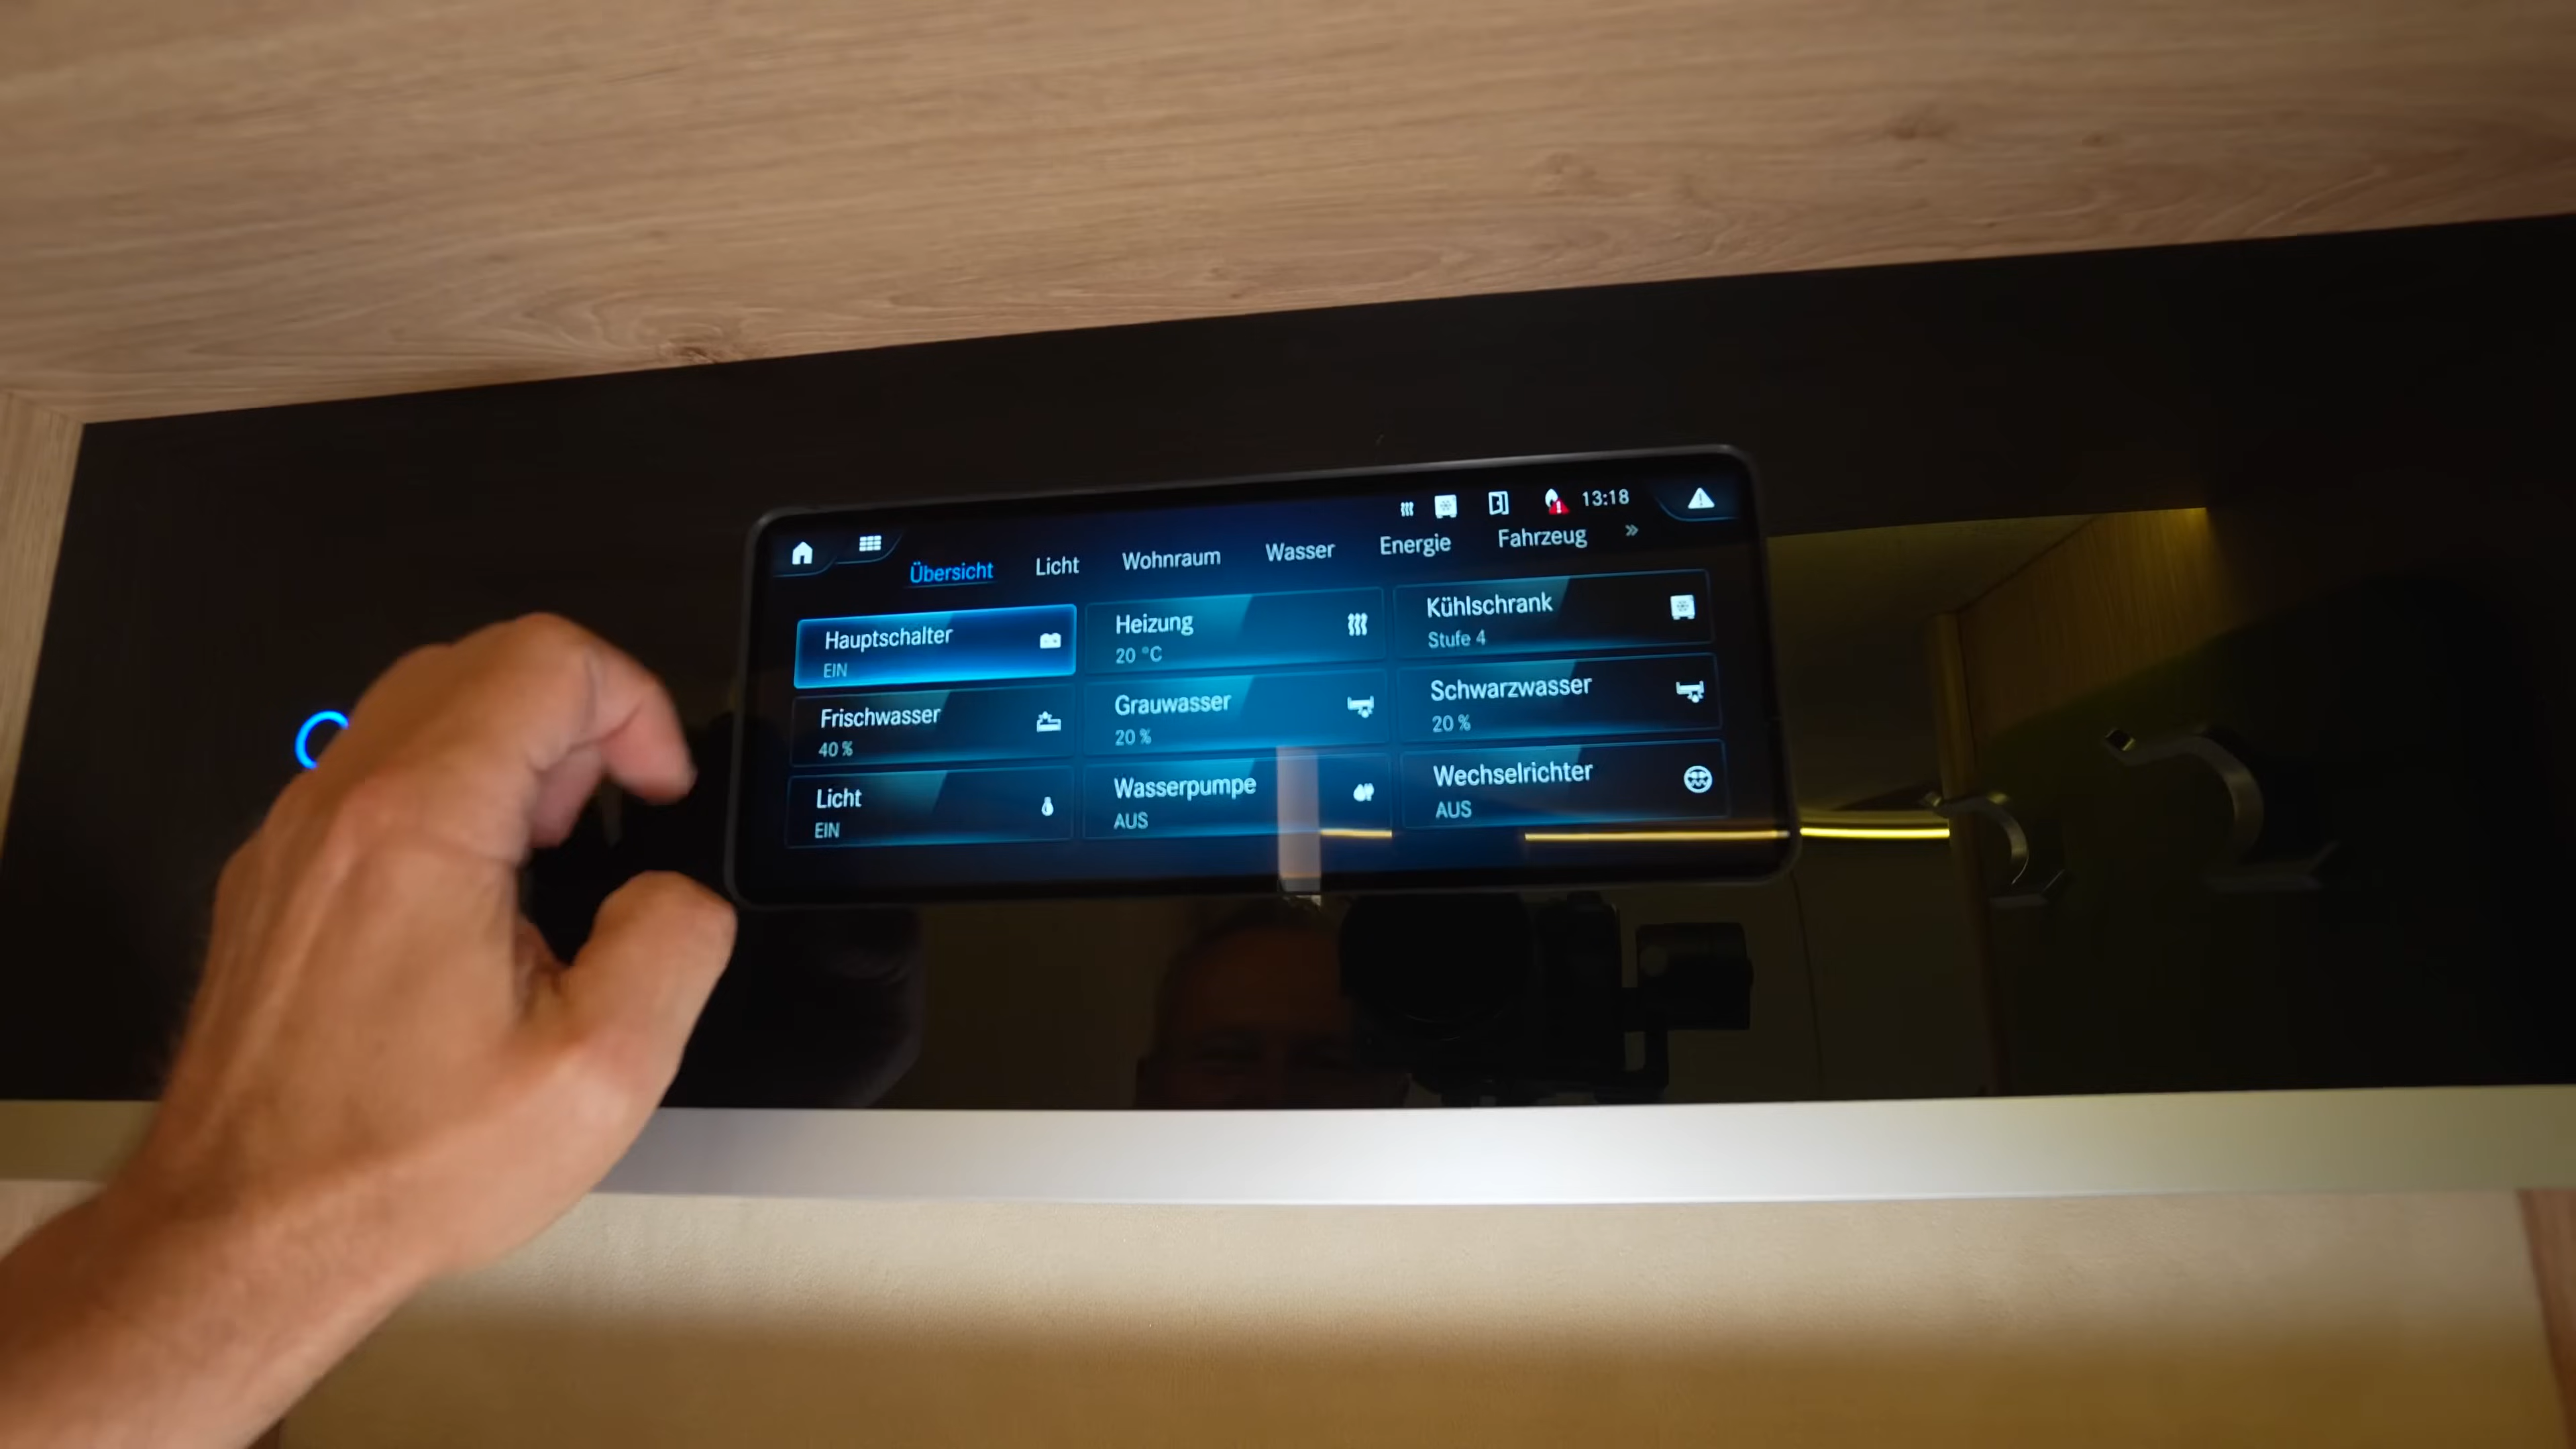 13:18
Übersicht Licht Wohnraum Wasser Energie Fahrzeug »
Hauptschalter
EIN
Heizung
20 °C
Kühlschrank
Stufe 4
Frischwasser
40 %
Grauwasser
20 %
Schwarzwasser
20 %
Licht
EIN
Wasserpumpe
AUS
Wechselrichter
AUS